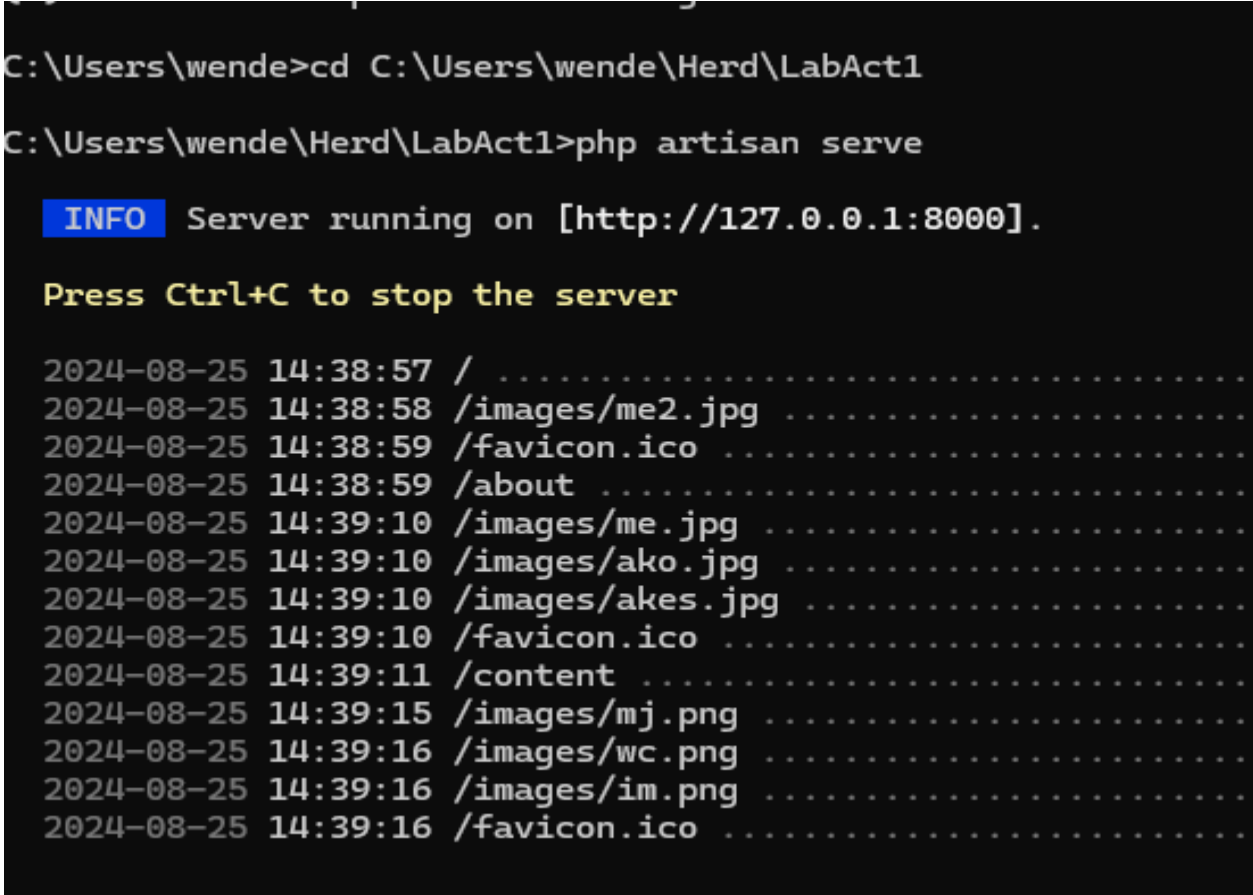 C:\Users\wende>cd C:\Users\wende\Herd\LabAct1
C:\Users\wende\Herd\LabAct1>php artisan serve
INFO Server running on [http://127.0.0.1:8000].
Press Ctrl+C to stop the server
2024-08-25 14:38:57 / .....................................
2024-08-25 14:38:58 /images/me2.jpg .......................
2024-08-25 14:38:59 /favicon.ico ..........................
2024-08-25 14:38:59 /about ................................
2024-08-25 14:39:10 /images/me.jpg ........................
2024-08-25 14:39:10 /images/ako.jpg .......................
2024-08-25 14:39:10 /images/akes.jpg ......................
2024-08-25 14:39:10 /favicon.ico ..........................
2024-08-25 14:39:11 /content ..............................
2024-08-25 14:39:15 /images/mj.png ........................
2024-08-25 14:39:16 /images/wc.png ........................
2024-08-25 14:39:16 /images/im.png ........................
2024-08-25 14:39:16 /favicon.ico ..........................